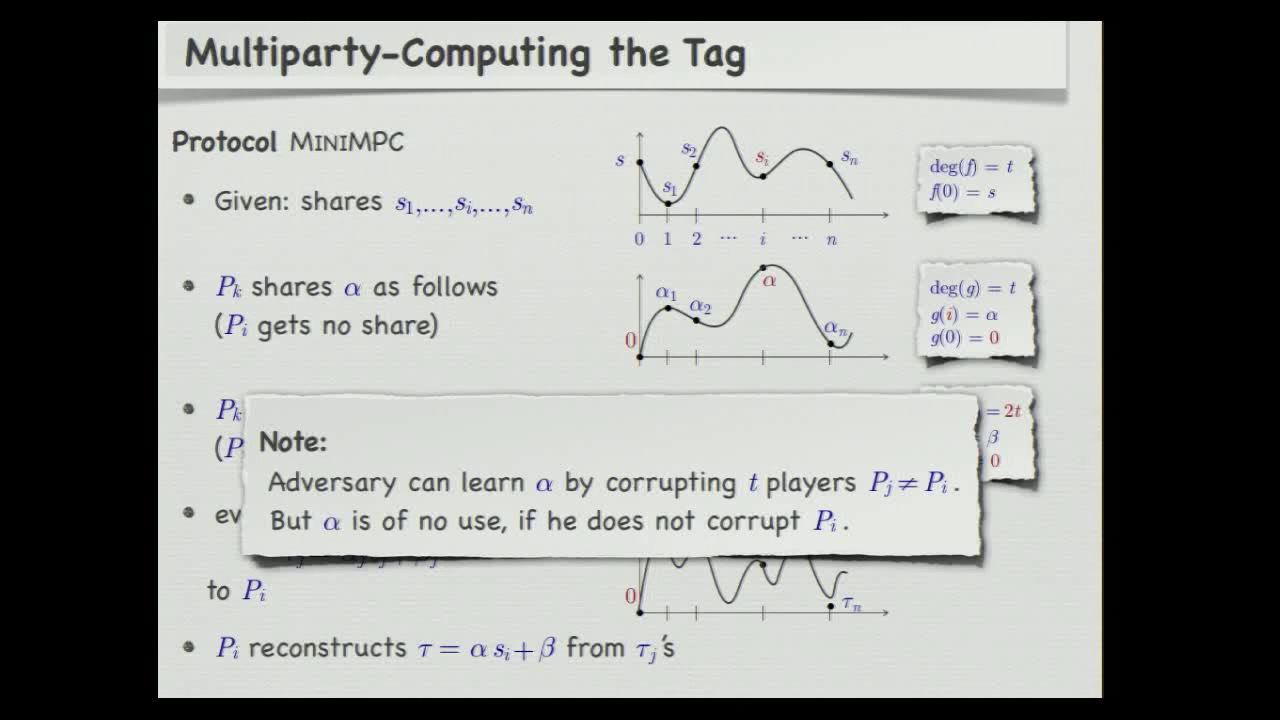 Multiparty-Computing the Tag
Protocol MINIMPC
• Given: shares s₁,...,sᵢ,...,sₙ
s s₁ s₂ sᵢ sₙ
0 1 2 ... i ... n
deg(f) = t
f(0) = s
• Pₖ shares α as follows
(Pᵢ gets no share)
0 α₁ α₂ α αₙ
deg(g) = t
g(i) = α
g(0) = 0
• Pₖ
(P
= 2t
β
0
Note:
Adversary can learn α by corrupting t players Pⱼ ≠ Pᵢ.
But α is of no use, if he does not corrupt Pᵢ.
• ev
to Pᵢ
0 τₙ
• Pᵢ reconstructs τ = α sᵢ + β from τⱼ's